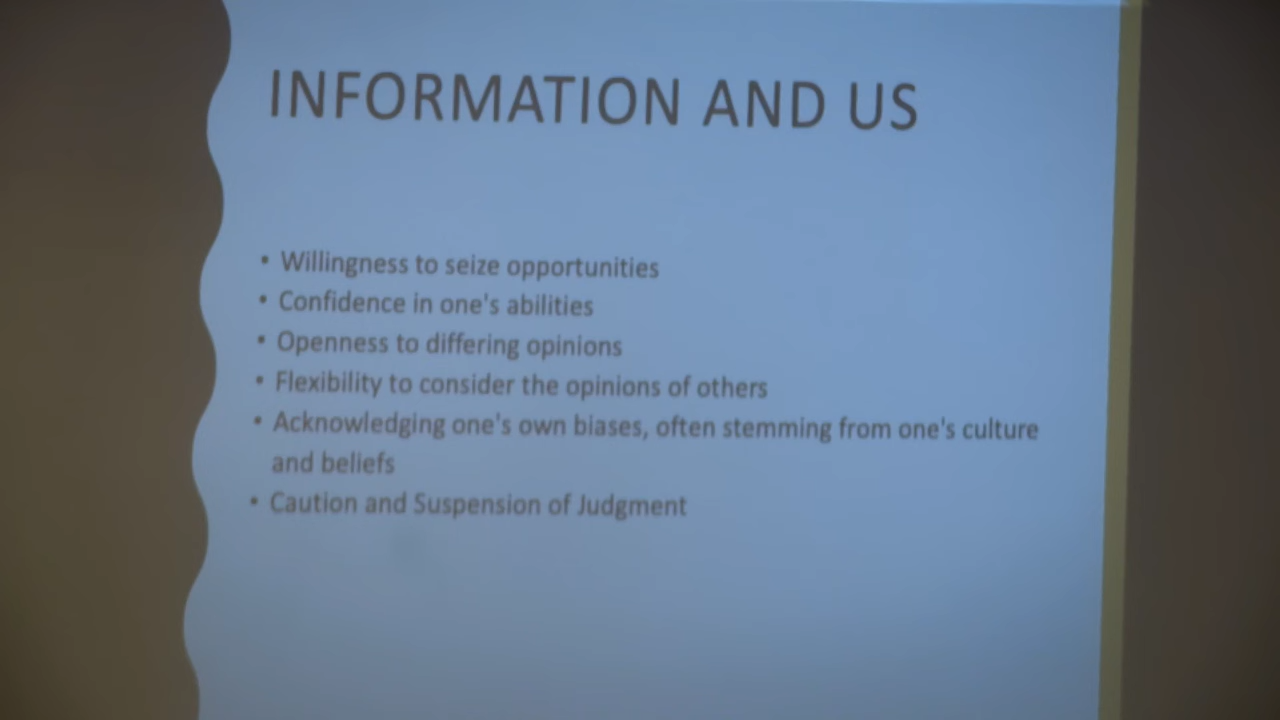 INFORMATION AND US
• Willingness to seize opportunities
• Confidence in one's abilities
• Openness to differing opinions
• Flexibility to consider the opinions of others
• Acknowledging one's own biases, often stemming from one's culture
and beliefs
• Caution and Suspension of Judgment